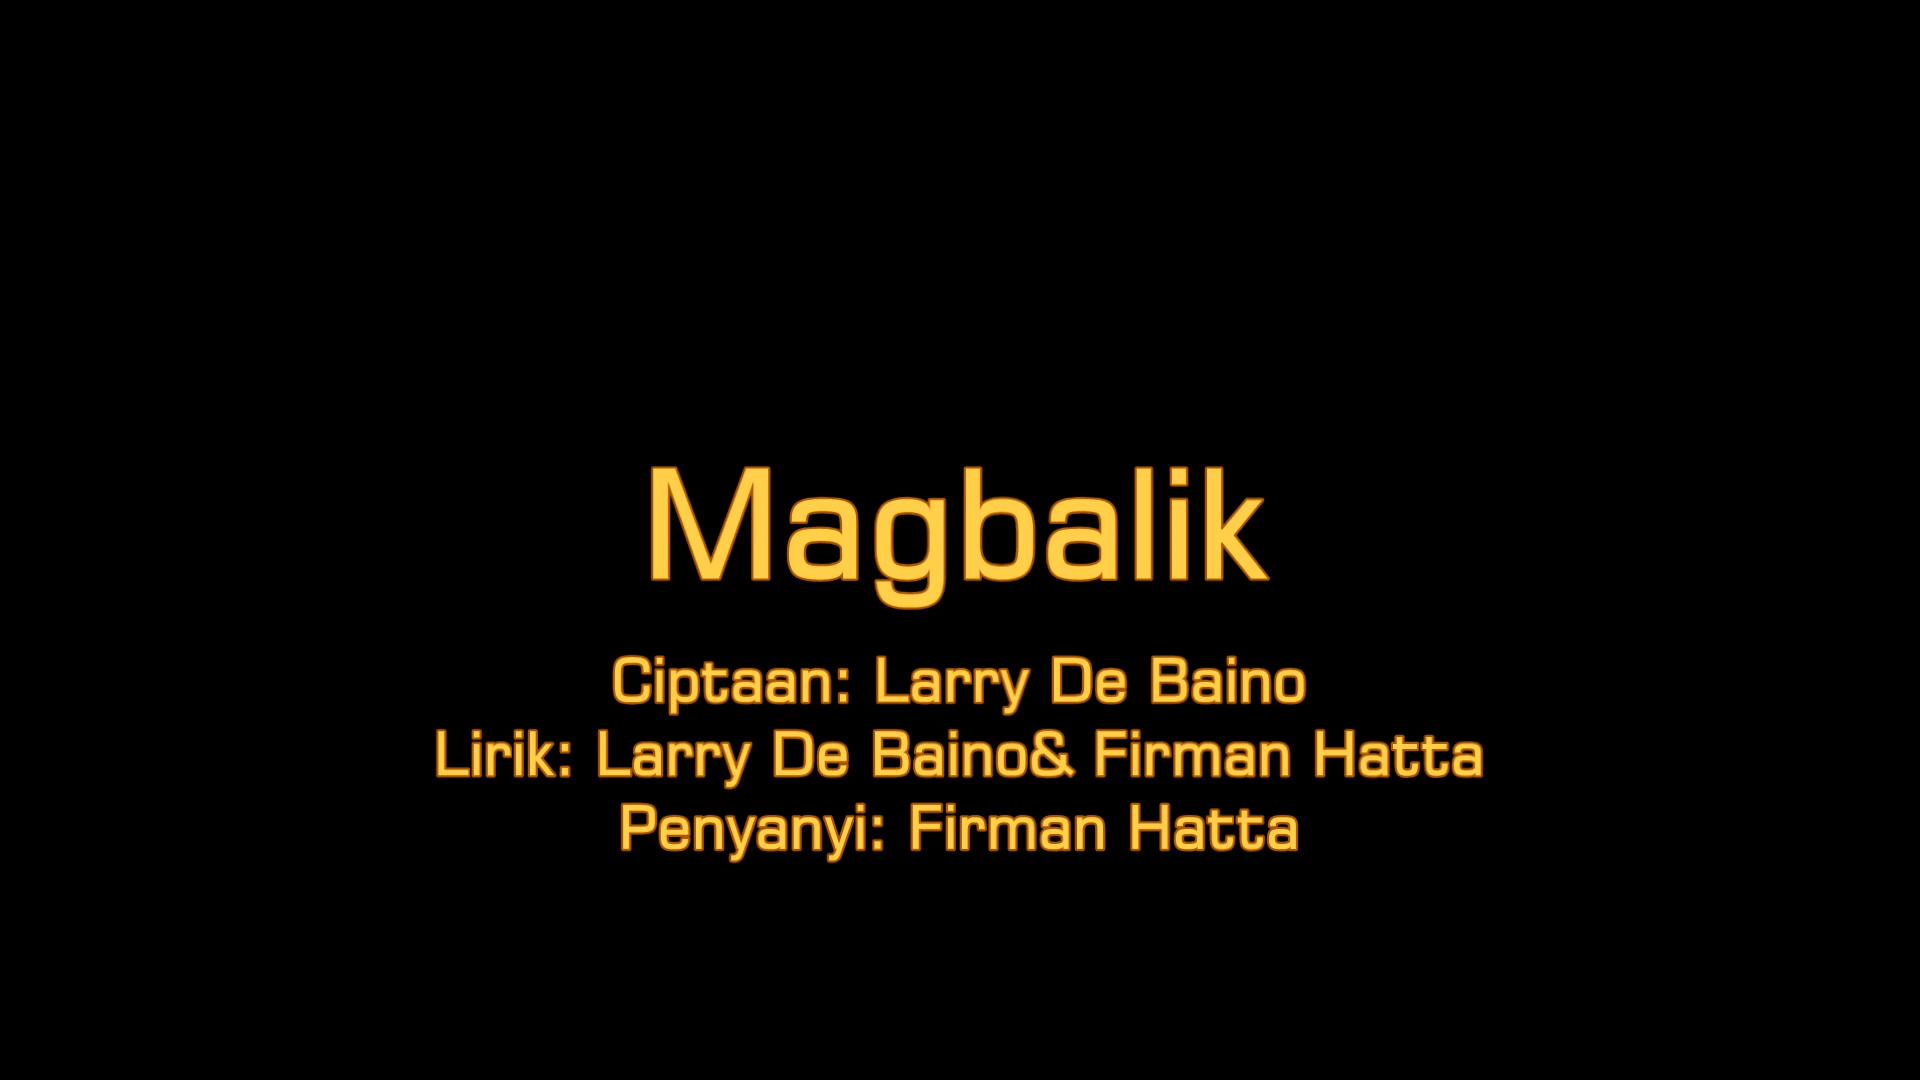 Magbalik
Ciptaan: Larry De Baino
Lirik: Larry De Baino& Firman Hatta
Penyanyi: Firman Hatta